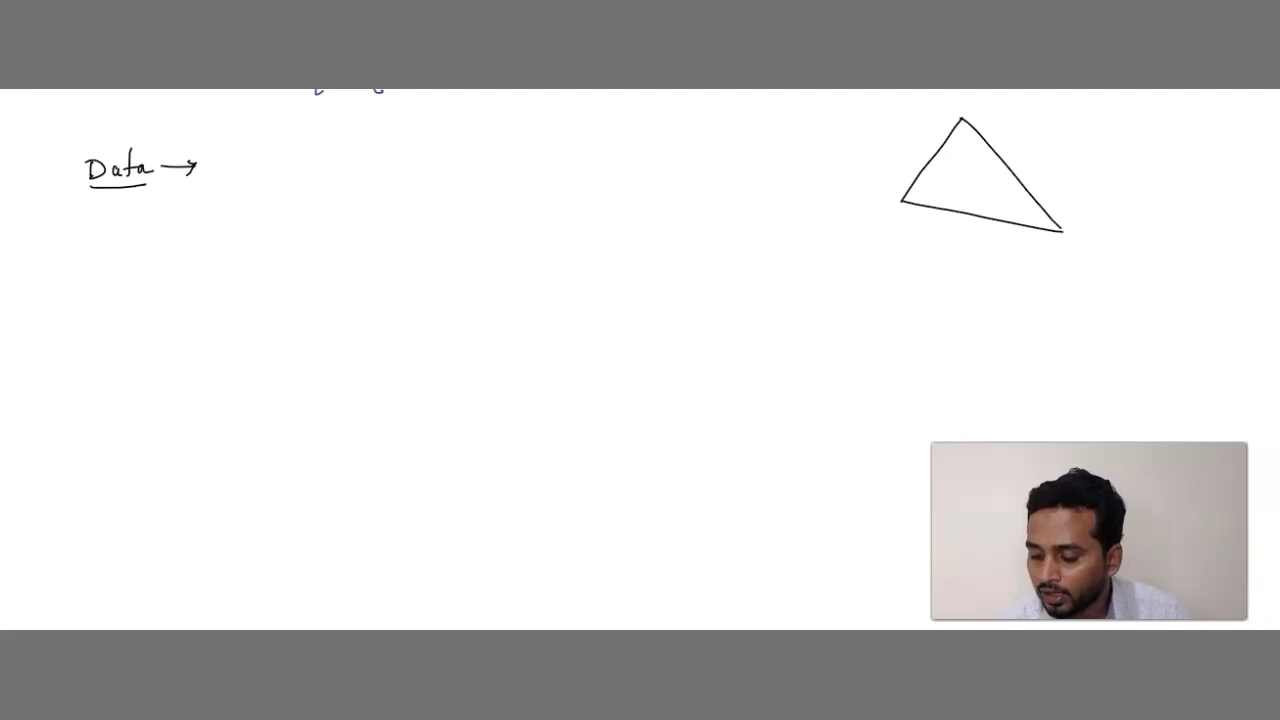 Data →